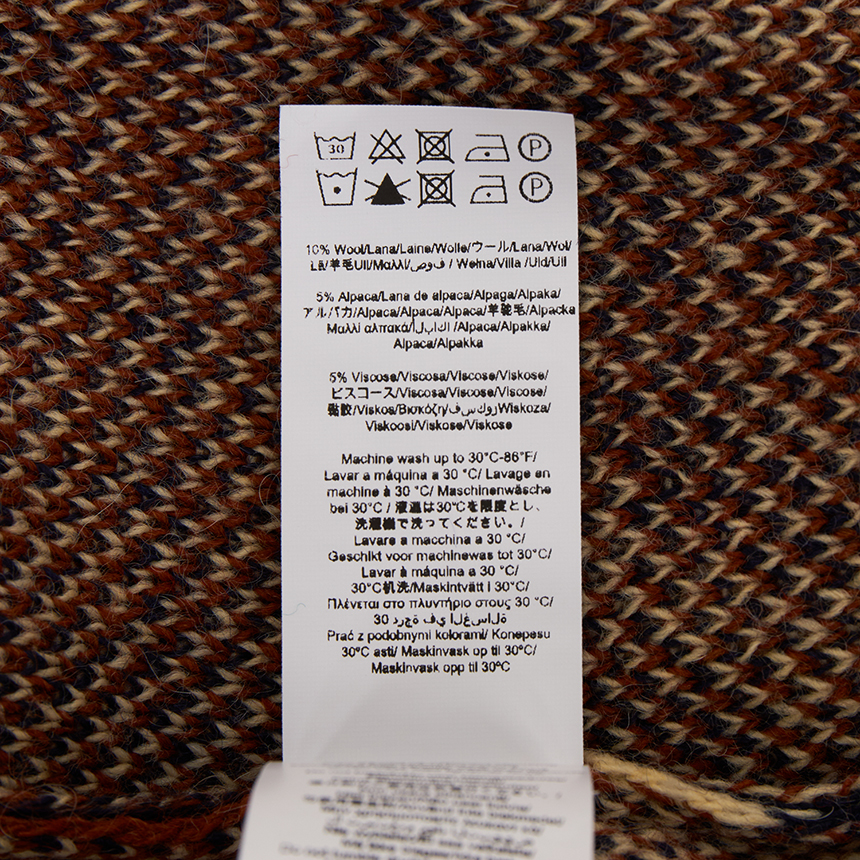 30 P
P
10% Wool/Lana/Laine/Wolle/ウール/Lana/Wol/
Lã/羊毛Ull/Μαλλί/صوف / Wełna/Villa /Uld/Ull
5% Alpaca/Lana de alpaca/Alpaga/Alpaka/
アルパカ/Alpaca/Alpaca/Alpaca/羊驼毛/Alpacka
Μαλλί αλπακά/ألباكا /Alpaca/Alpakka/
Alpaca/Alpakka
5% Viscose/Viscosa/Viscose/Viskose/
ビスコース/Viscosa/Viscose/Viscose/
黏胶/Viskos/Βισκόζη/فسكوز/Wiskoza/
Viskoosi/Viskose/Viskose
Machine wash up to 30°C-86°F/
Lavar a máquina a 30 °C/ Lavage en
machine à 30 °C/ Maschinenwäsche
bei 30°C / 液温は30℃を限度とし、
洗濯機で洗ってください。/
Lavare a macchina a 30 °C/
Geschikt voor machinewas tot 30°C/
Lavar à máquina a 30 °C/
30°C机洗/Maskintvätt i 30°C/
Πλένεται στο πλυντήριο στους 30 °C/
30 درجة في الغسالة
Prać z podobnymi kolorami/ Konepesu
30°C asti/ Maskinvask op til 30°C/
Maskinvask opp til 30°C